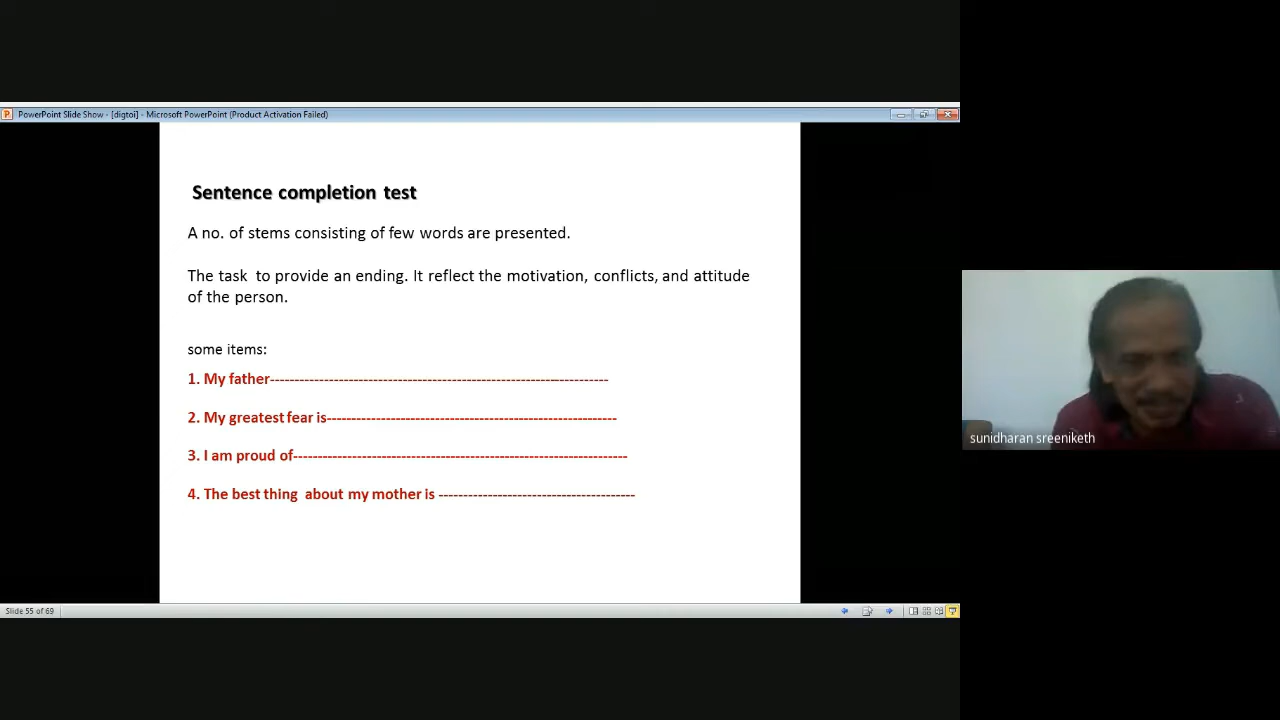 PowerPoint Slide Show - [digtoi] - Microsoft PowerPoint (Product Activation Failed)
Sentence completion test
A no. of stems consisting of few words are presented.
The task to provide an ending. It reflect the motivation, conflicts, and attitude
of the person.
some items:
1. My father---------------------------------------------------------------------
2. My greatest fear is-----------------------------------------------------------
3. I am proud of--------------------------------------------------------------------
4. The best thing about my mother is ----------------------------------------
sunidharan sreeniketh
Slide 55 of 69